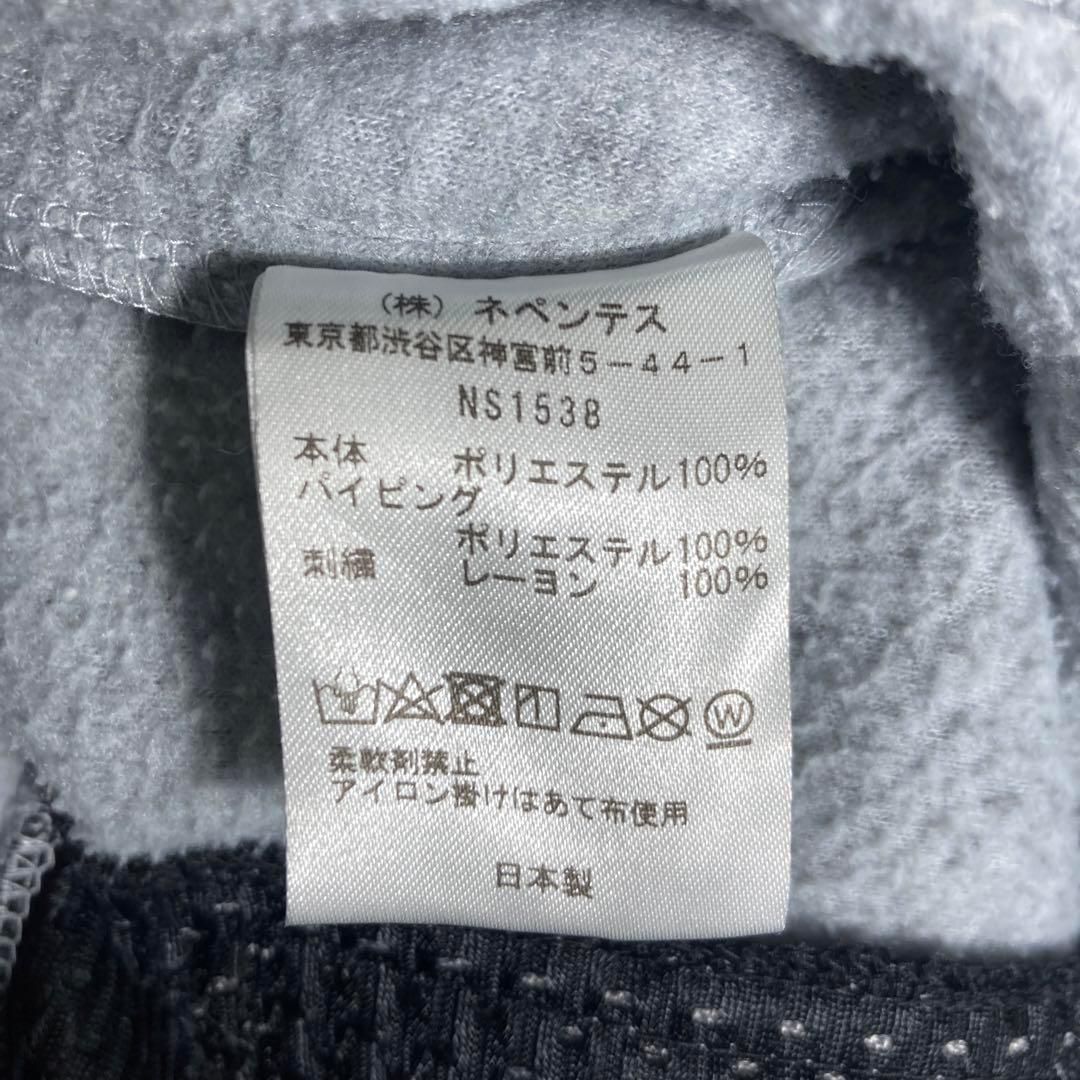 （株）ネペンテス
東京都渋谷区神宮前5－44－1
NS1538
本体 ポリエステル100%
パイピング
ポリエステル100%
刺繍 レーヨン 100%
W
柔軟剤禁止
アイロン掛けはあて布使用
日本製